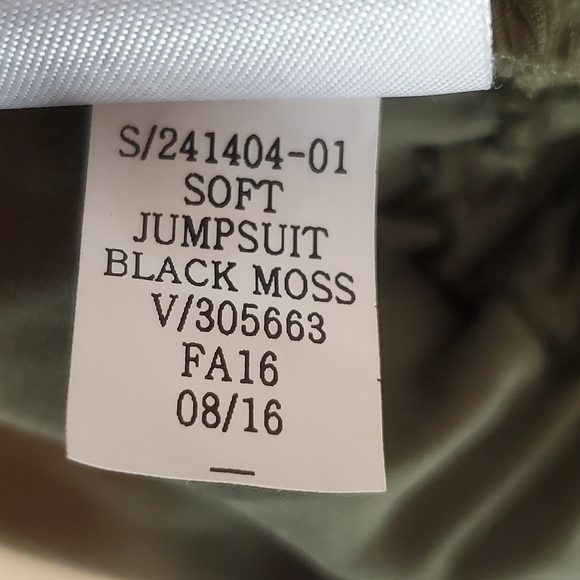 S/241404-01
SOFT
JUMPSUIT
BLACK MOSS
V/305663
FA16
08/16